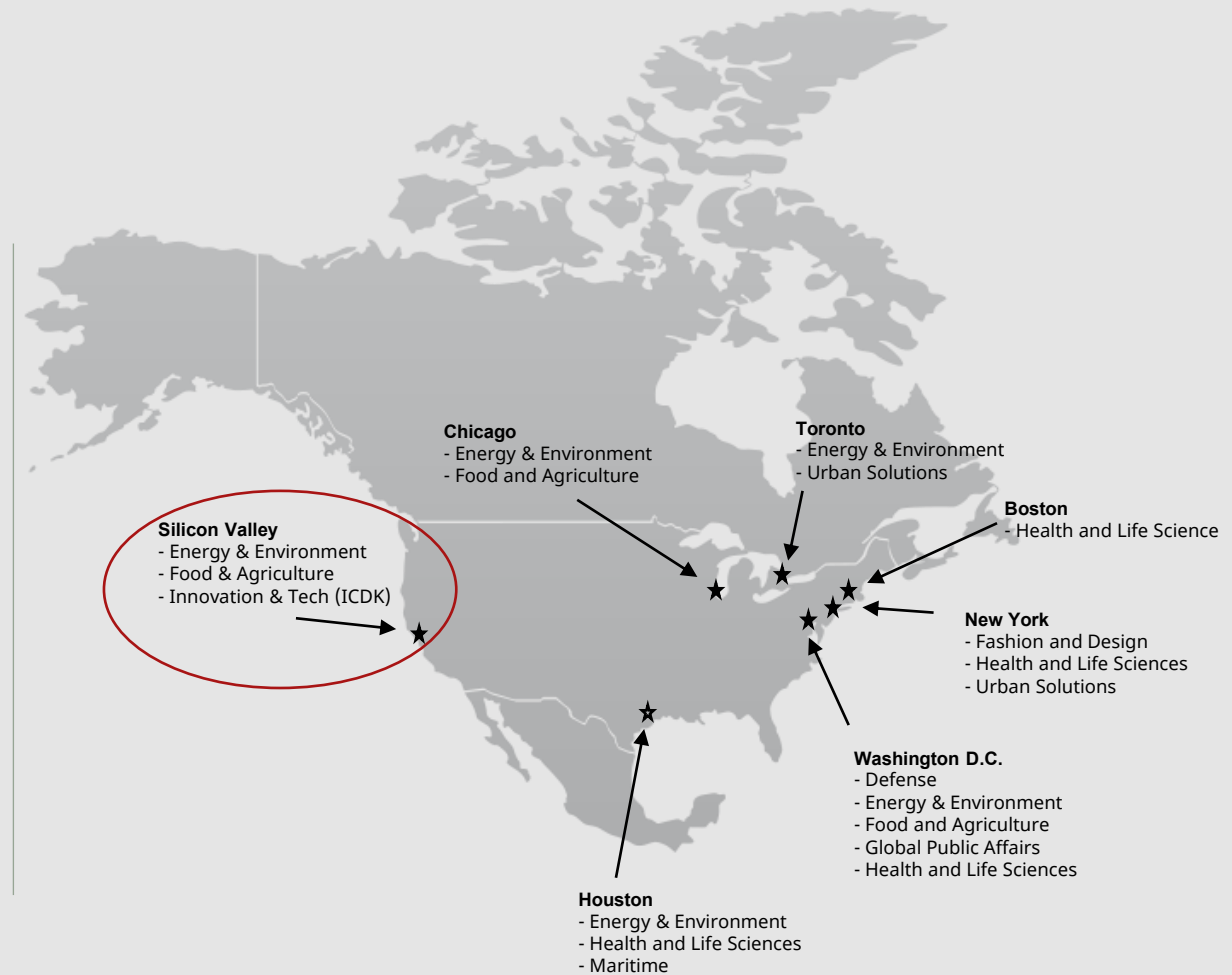 Chicago
- Energy & Environment
- Food and Agriculture
Toronto
- Energy & Environment
- Urban Solutions
Silicon Valley
- Energy & Environment
- Food & Agriculture
- Innovation & Tech (ICDK)
Boston
- Health and Life Science
New York
- Fashion and Design
- Health and Life Sciences
- Urban Solutions
Washington D.C.
- Defense
- Energy & Environment
- Food and Agriculture
- Global Public Affairs
- Health and Life Sciences
Houston
- Energy & Environment
- Health and Life Sciences
- Maritime